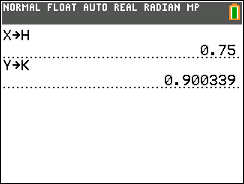 NORMAL FLOAT AUTO REAL RADIAN MP
X→H
0.75
Y→K
0.900339